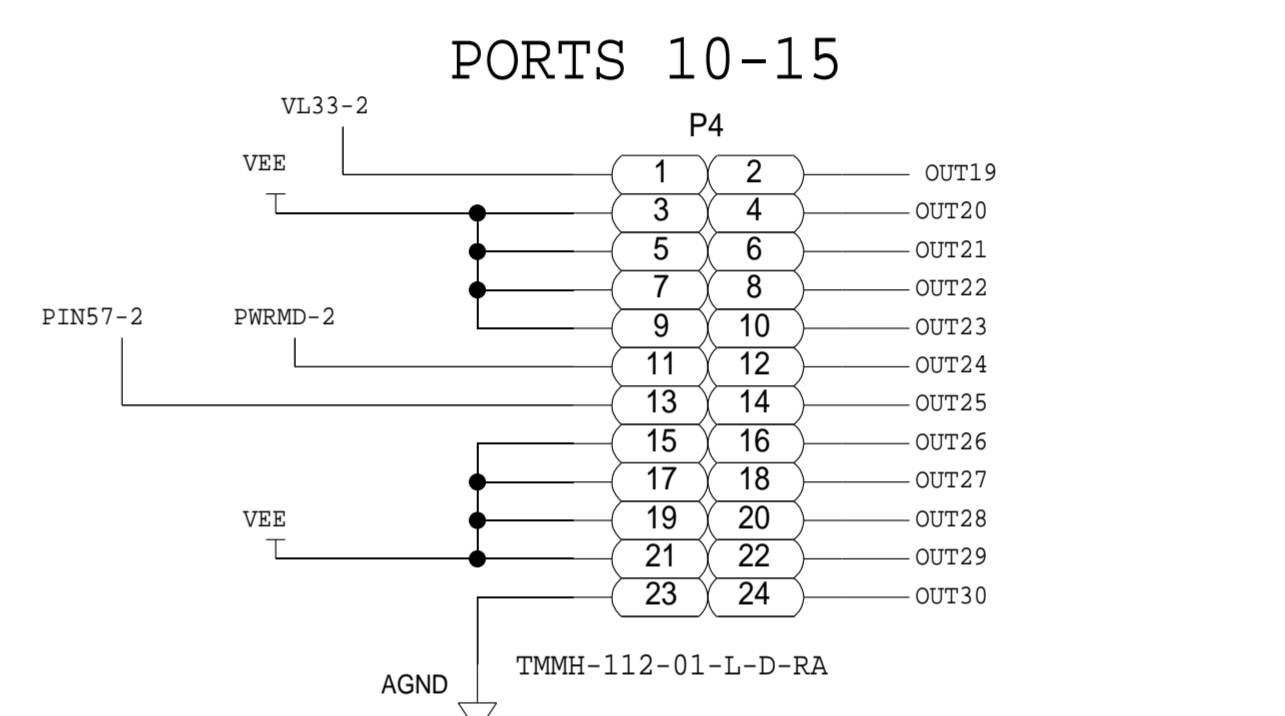 PORTS 10-15
VL33-2
P4
VEE
1 2 OUT19
3 4 OUT20
5 6 OUT21
7 8 OUT22
PIN57-2 PWRMD-2
9 10 OUT23
11 12 OUT24
13 14 OUT25
15 16 OUT26
17 18 OUT27
VEE
19 20 OUT28
21 22 OUT29
23 24 OUT30
TMMH-112-01-L-D-RA
AGND